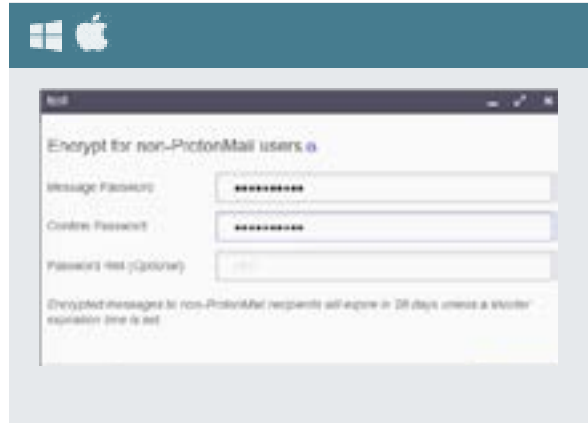 test
Encrypt for non-ProtonMail users
Message Password
••••••••••
Confirm Password
••••••••••
Password Hint (Optional)
Encrypted messages to non-ProtonMail recipients will expire in 28 days unless a shorter
expiration time is set